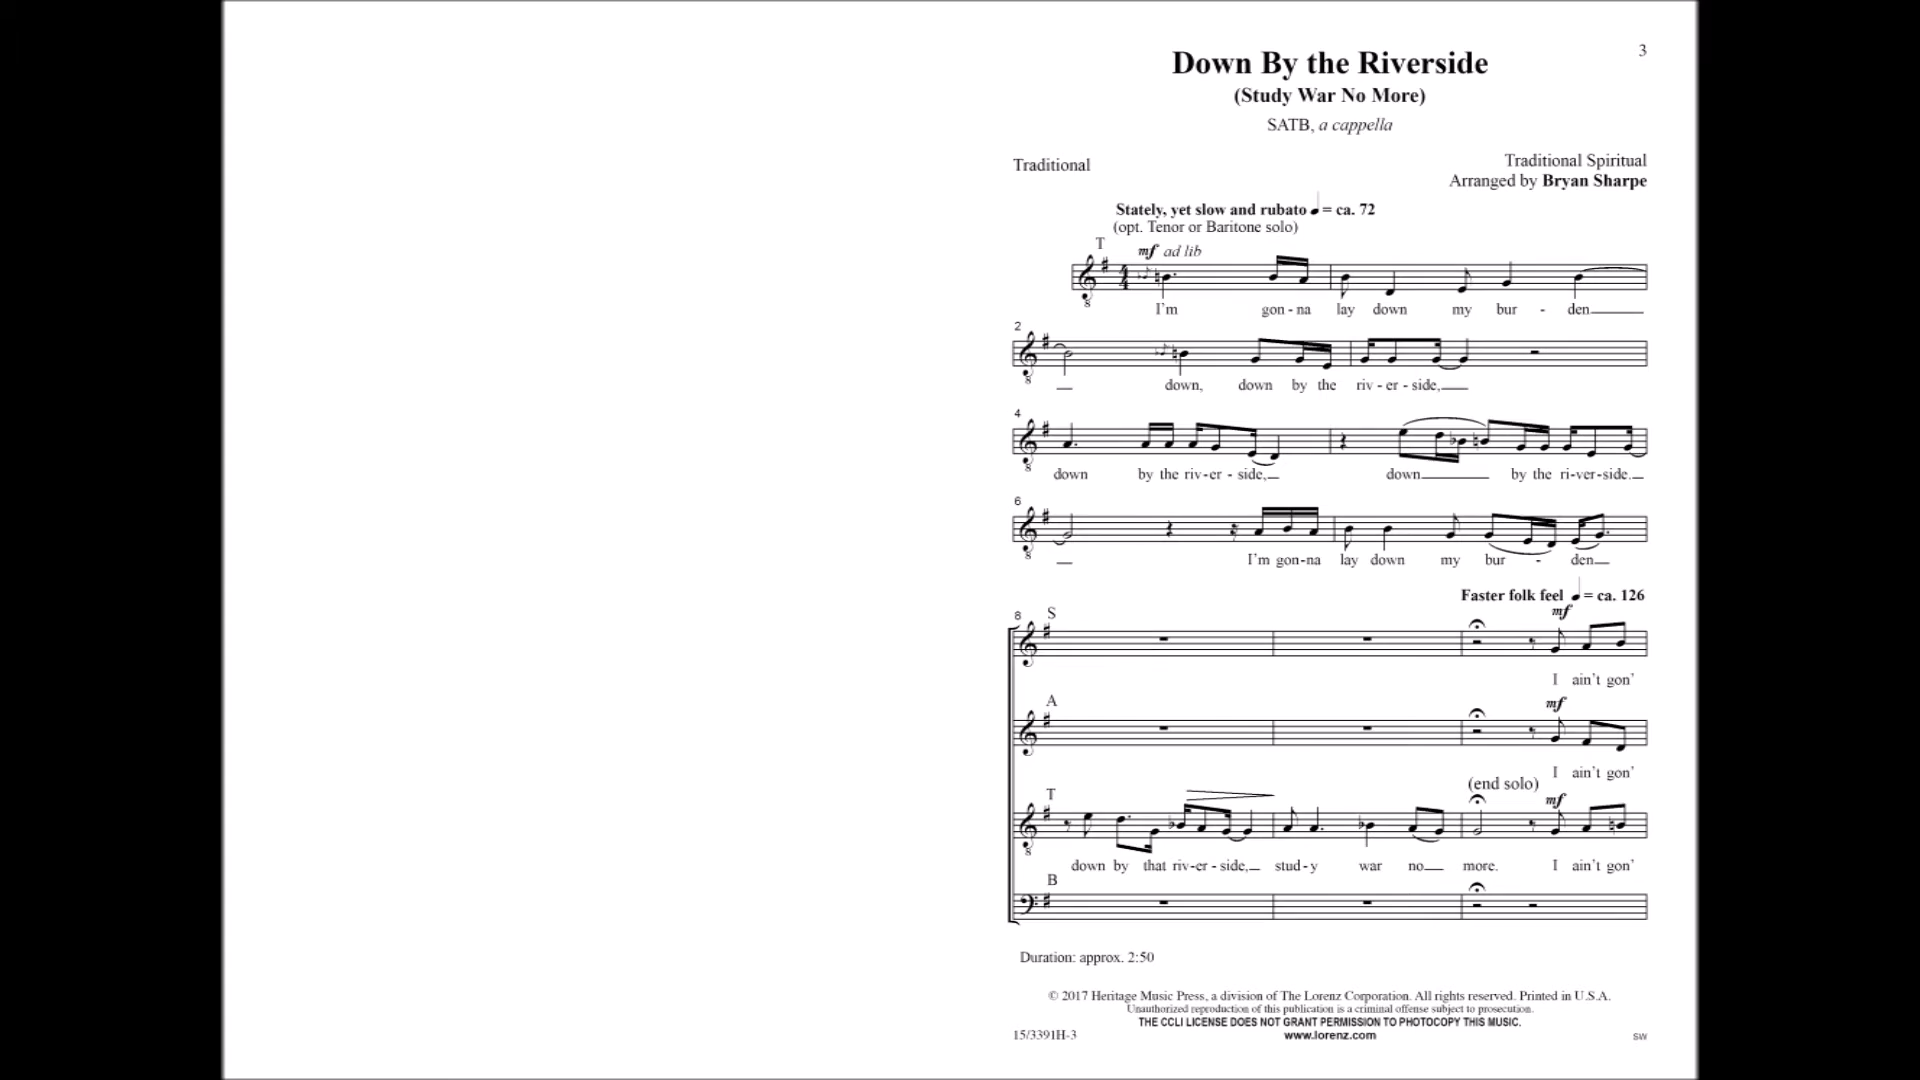 3
Down By the Riverside
(Study War No More)
SATB, a cappella
Traditional
Traditional Spiritual
Arranged by Bryan Sharpe
Stately, yet slow and rubato ♩ = ca. 72
(opt. Tenor or Baritone solo)
T
mf ad lib
I'm gon - na lay down my bur - den
2
down, down by the riv - er - side,
4
down by the riv - er - side, down by the ri - ver - side.
6
I'm gon - na lay down my bur - den
Faster folk feel ♩ = ca. 126
8 S mf
I ain't gon'
A mf
I ain't gon'
(end solo)
T mf
down by that riv - er - side, stud - y war no more. I ain't gon'
B
Duration: approx. 2:50
© 2017 Heritage Music Press, a division of The Lorenz Corporation. All rights reserved. Printed in U.S.A.
Unauthorized reproduction of this publication is a criminal offense subject to prosecution.
THE CCLI LICENSE DOES NOT GRANT PERMISSION TO PHOTOCOPY THIS MUSIC.
15/3391H-3 www.lorenz.com SW